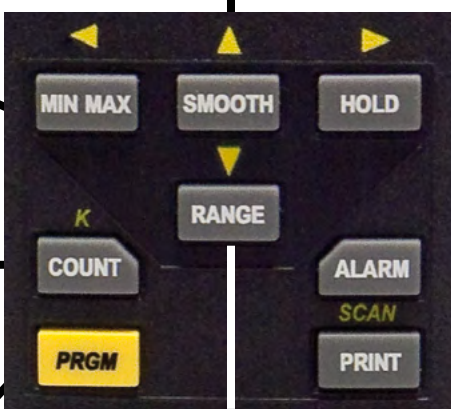 MIN MAX SMOOTH HOLD
RANGE
K
COUNT ALARM
SCAN
PRGM PRINT